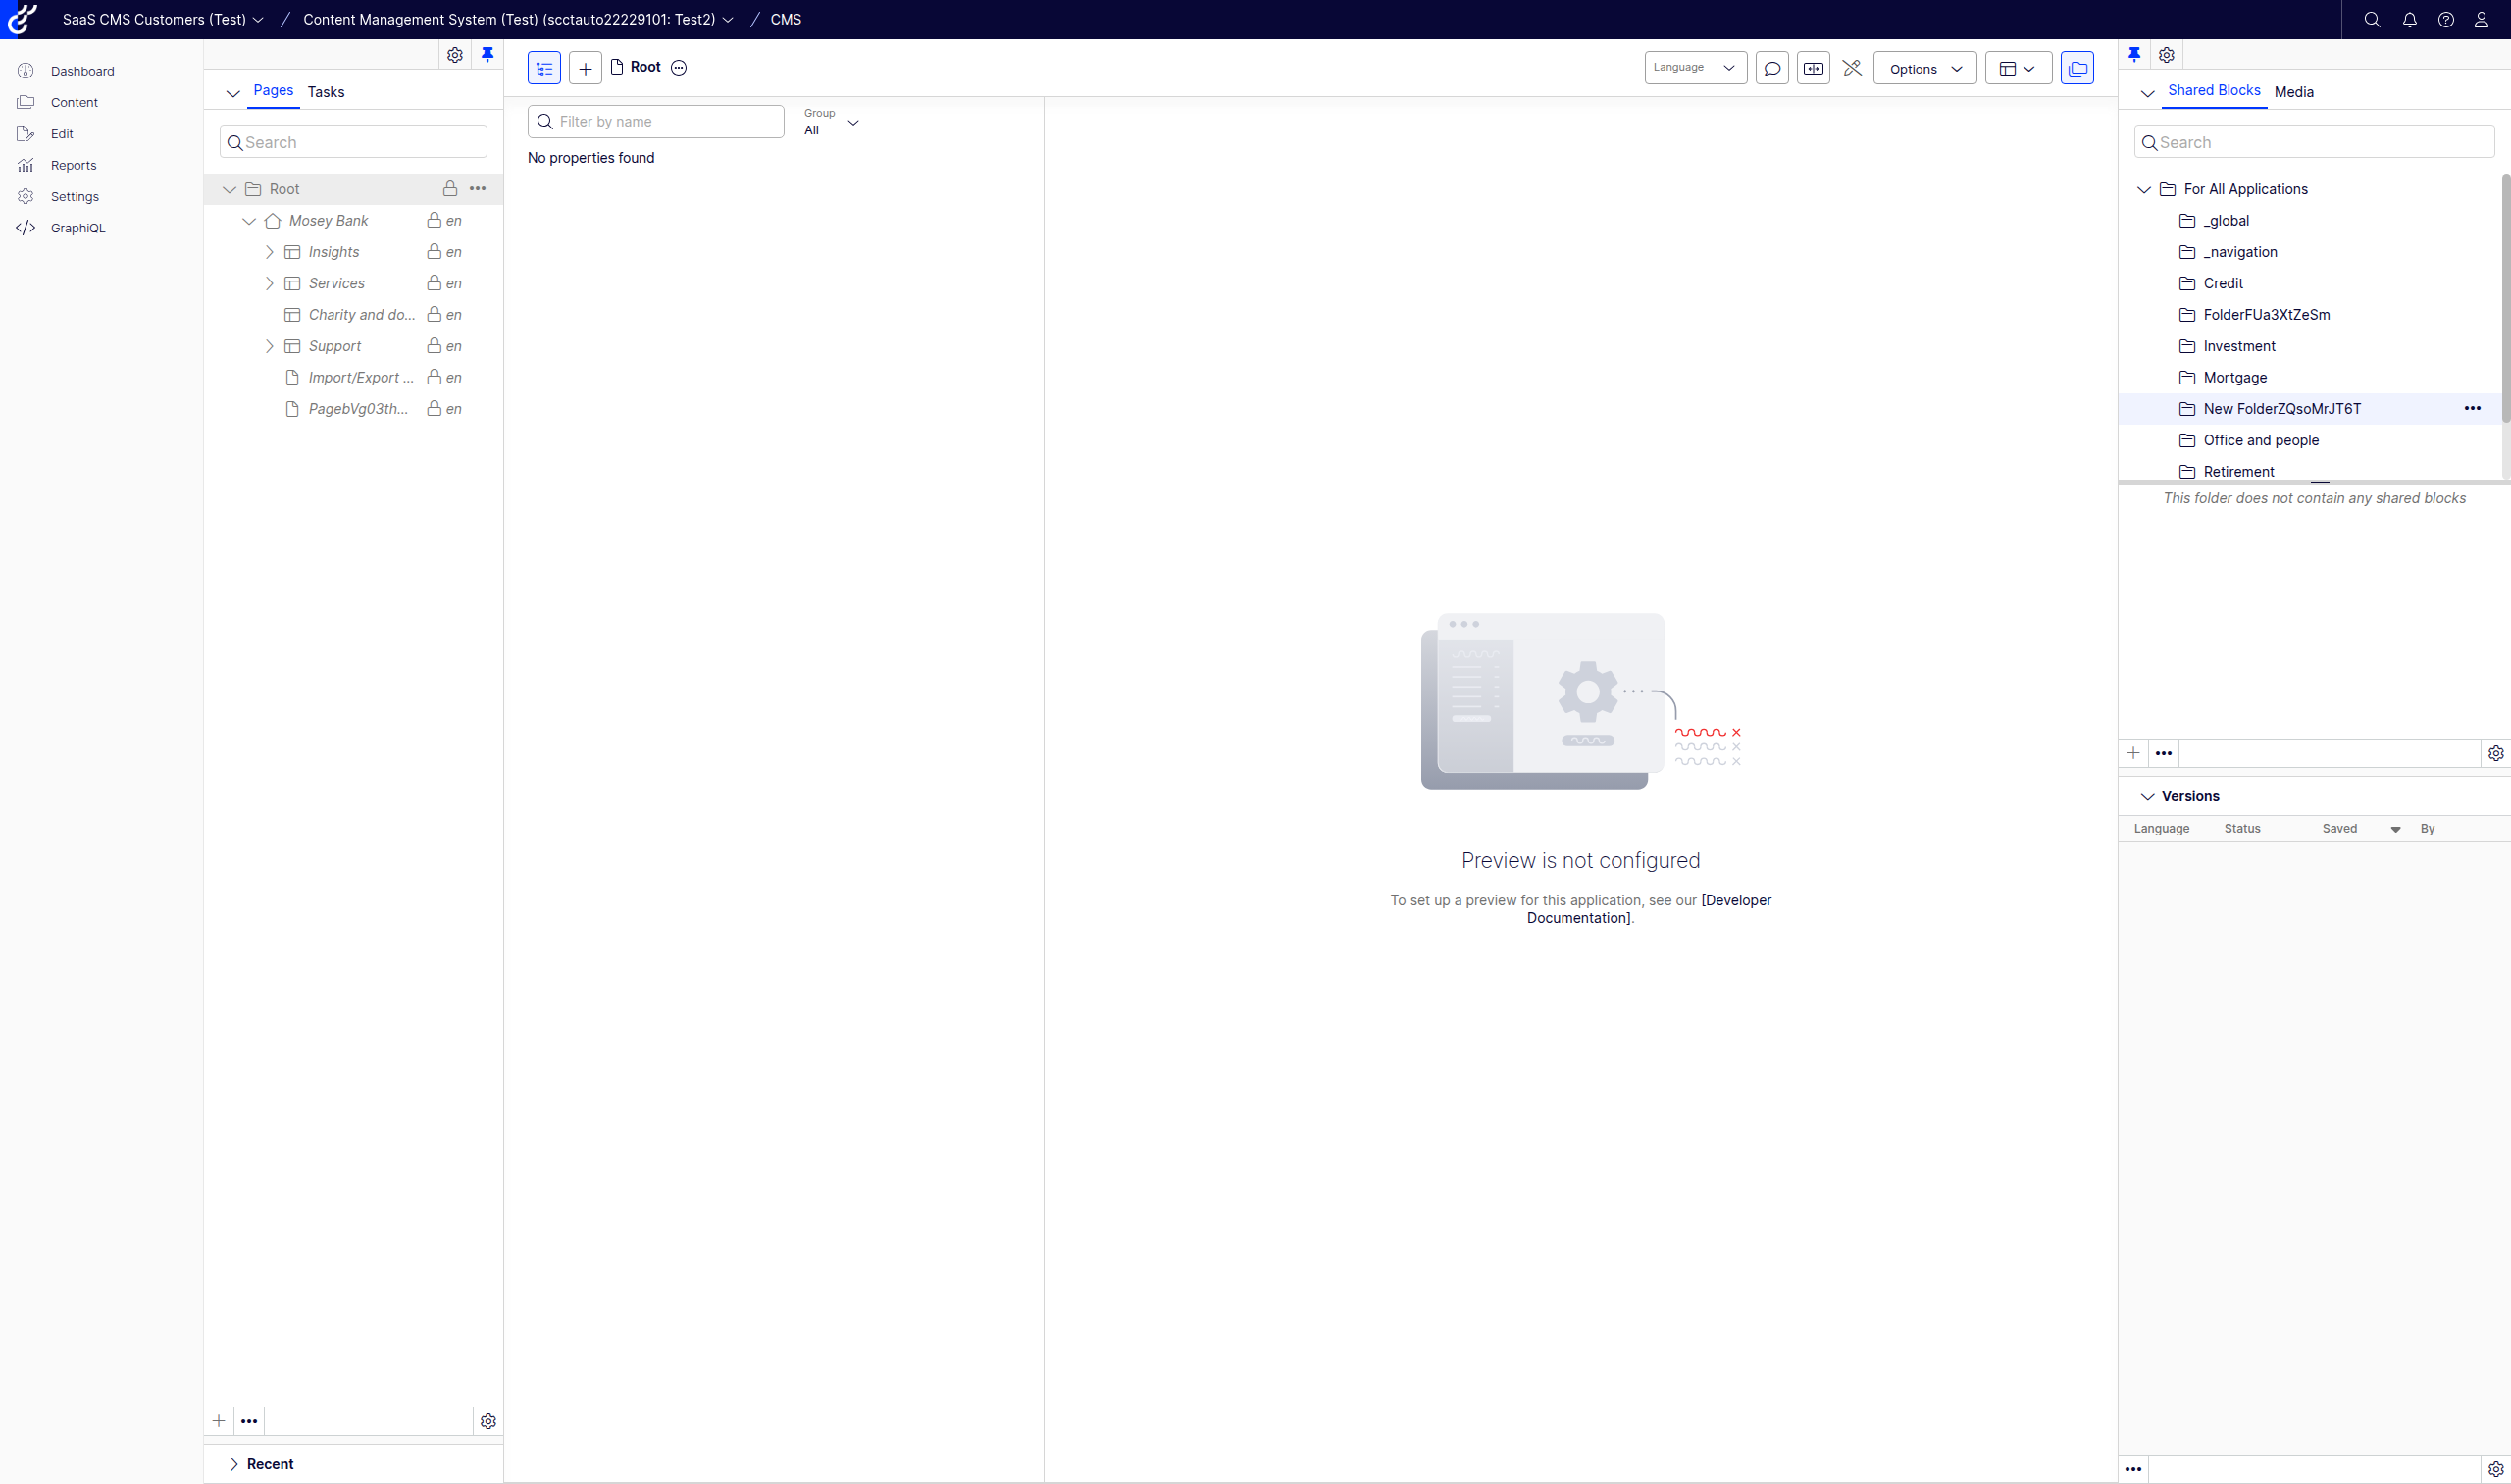 SaaS CMS Customers (Test) / Content Management System (Test) (scctauto22229101: Test2) / CMS
Dashboard
Content
Edit
Reports
Settings
GraphiQL
Pages Tasks
Search
Root
Mosey Bank en
Insights en
Services en
Charity and do... en
Support en
Import/Export ... en
PagebVg03th... en
Recent
Root
Language
Options
Filter by name
Group
All
No properties found
Preview is not configured
To set up a preview for this application, see our [Developer
Documentation].
Shared Blocks Media
Search
For All Applications
_global
_navigation
Credit
FolderFUa3XtZeSm
Investment
Mortgage
New FolderZQsoMrJT6T
Office and people
Retirement
This folder does not contain any shared blocks
Versions
Language Status Saved By